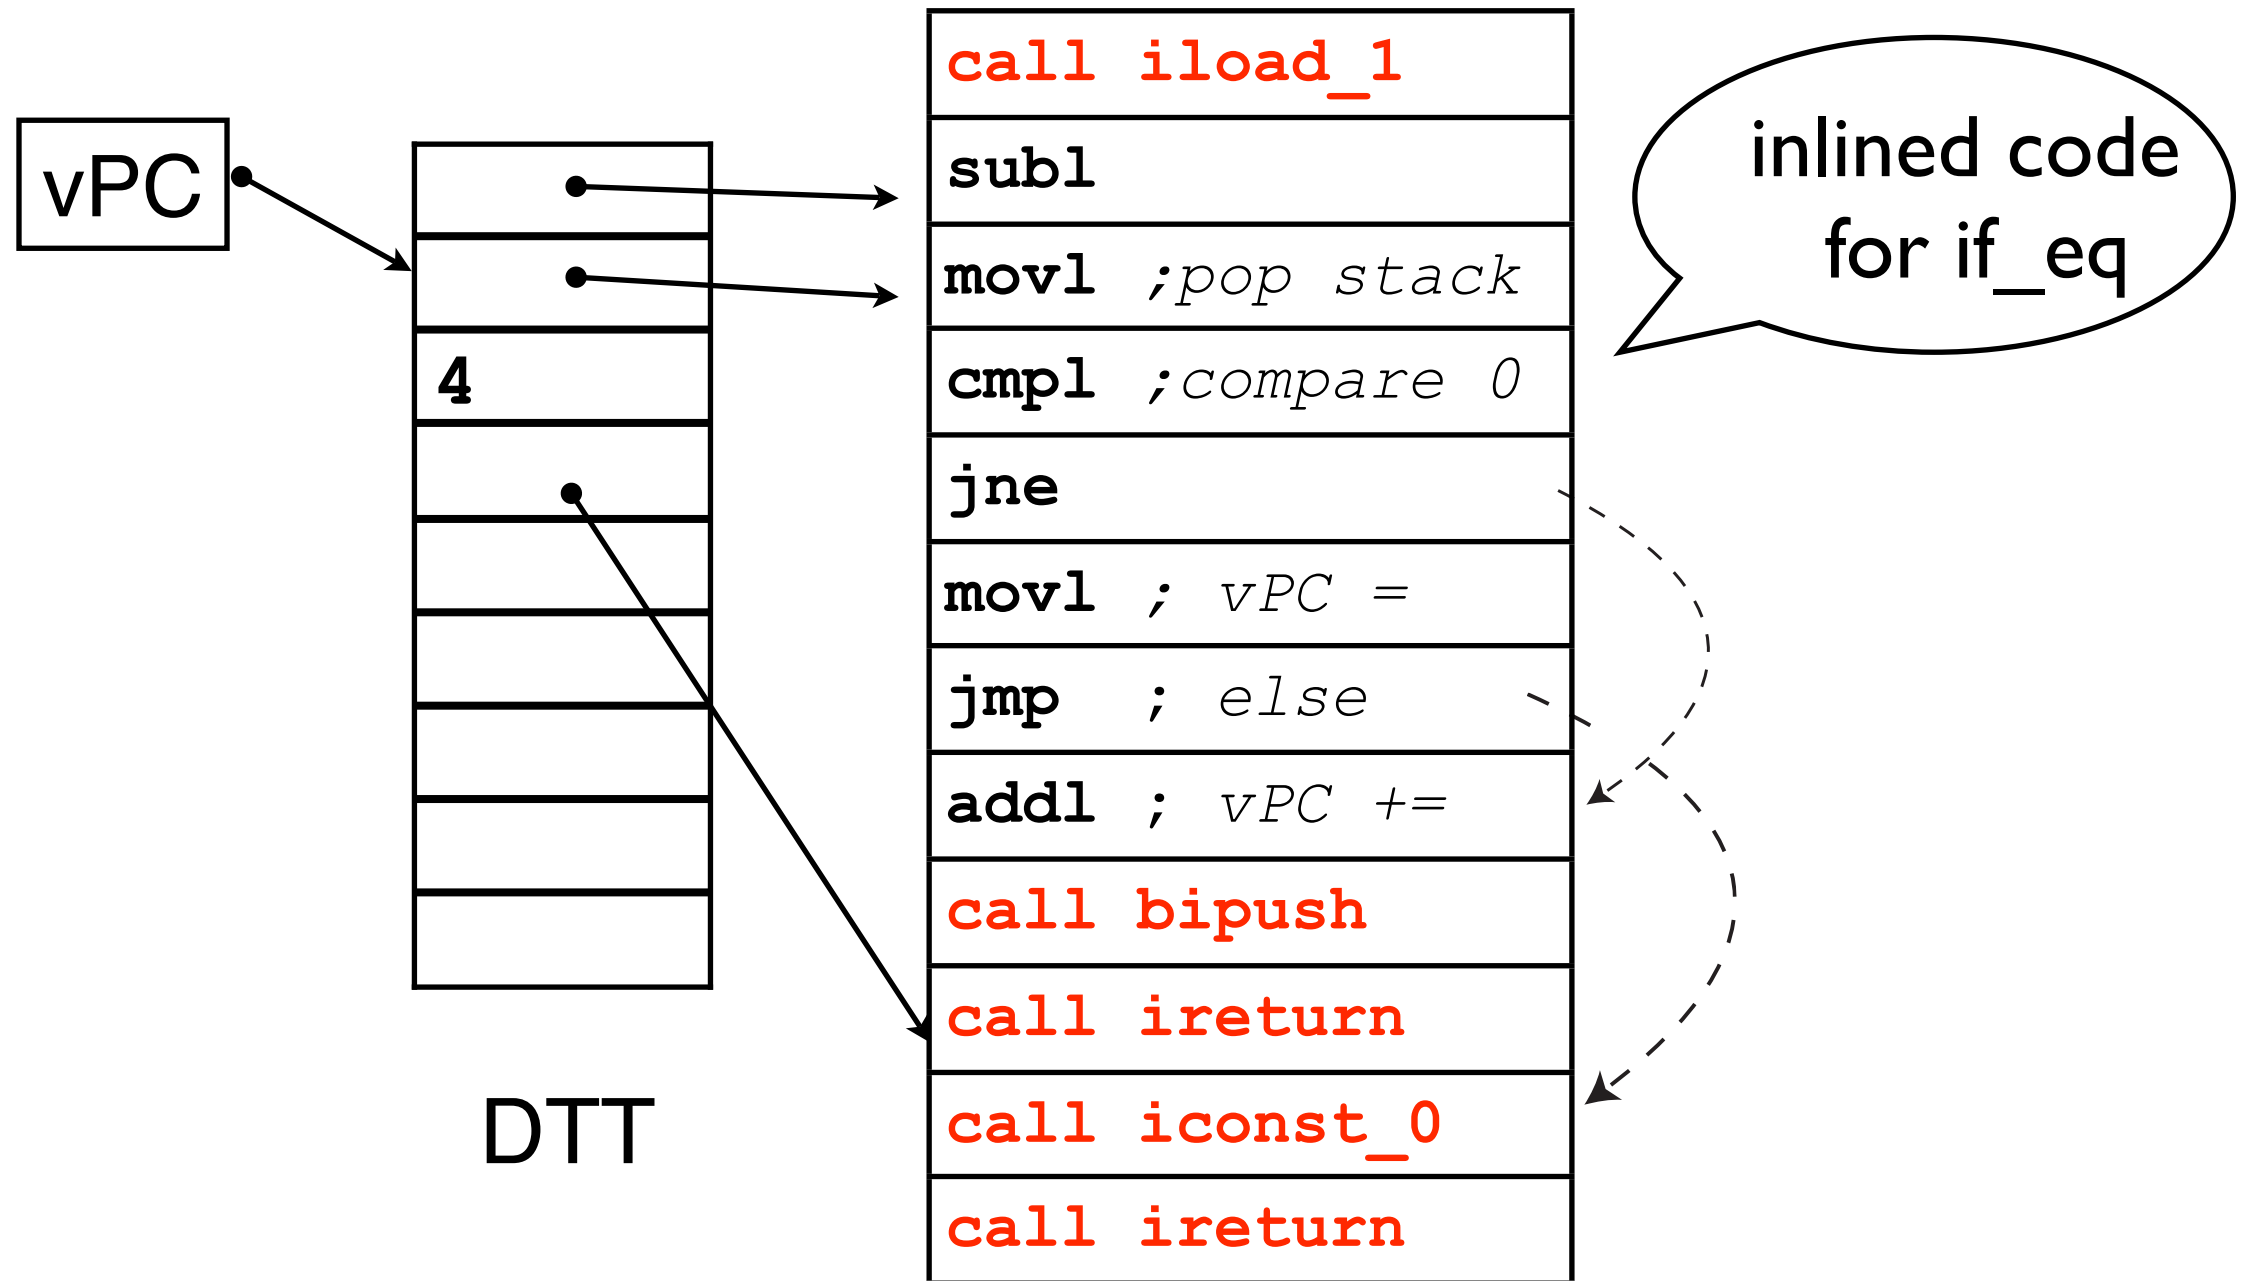 vPC
4
DTT
call iload_1
subl
movl ;pop stack
cmpl ;compare 0
jne
movl ; vPC =
jmp ; else
addl ; vPC +=
call bipush
call ireturn
call iconst_0
call ireturn
inlined code
for if_eq